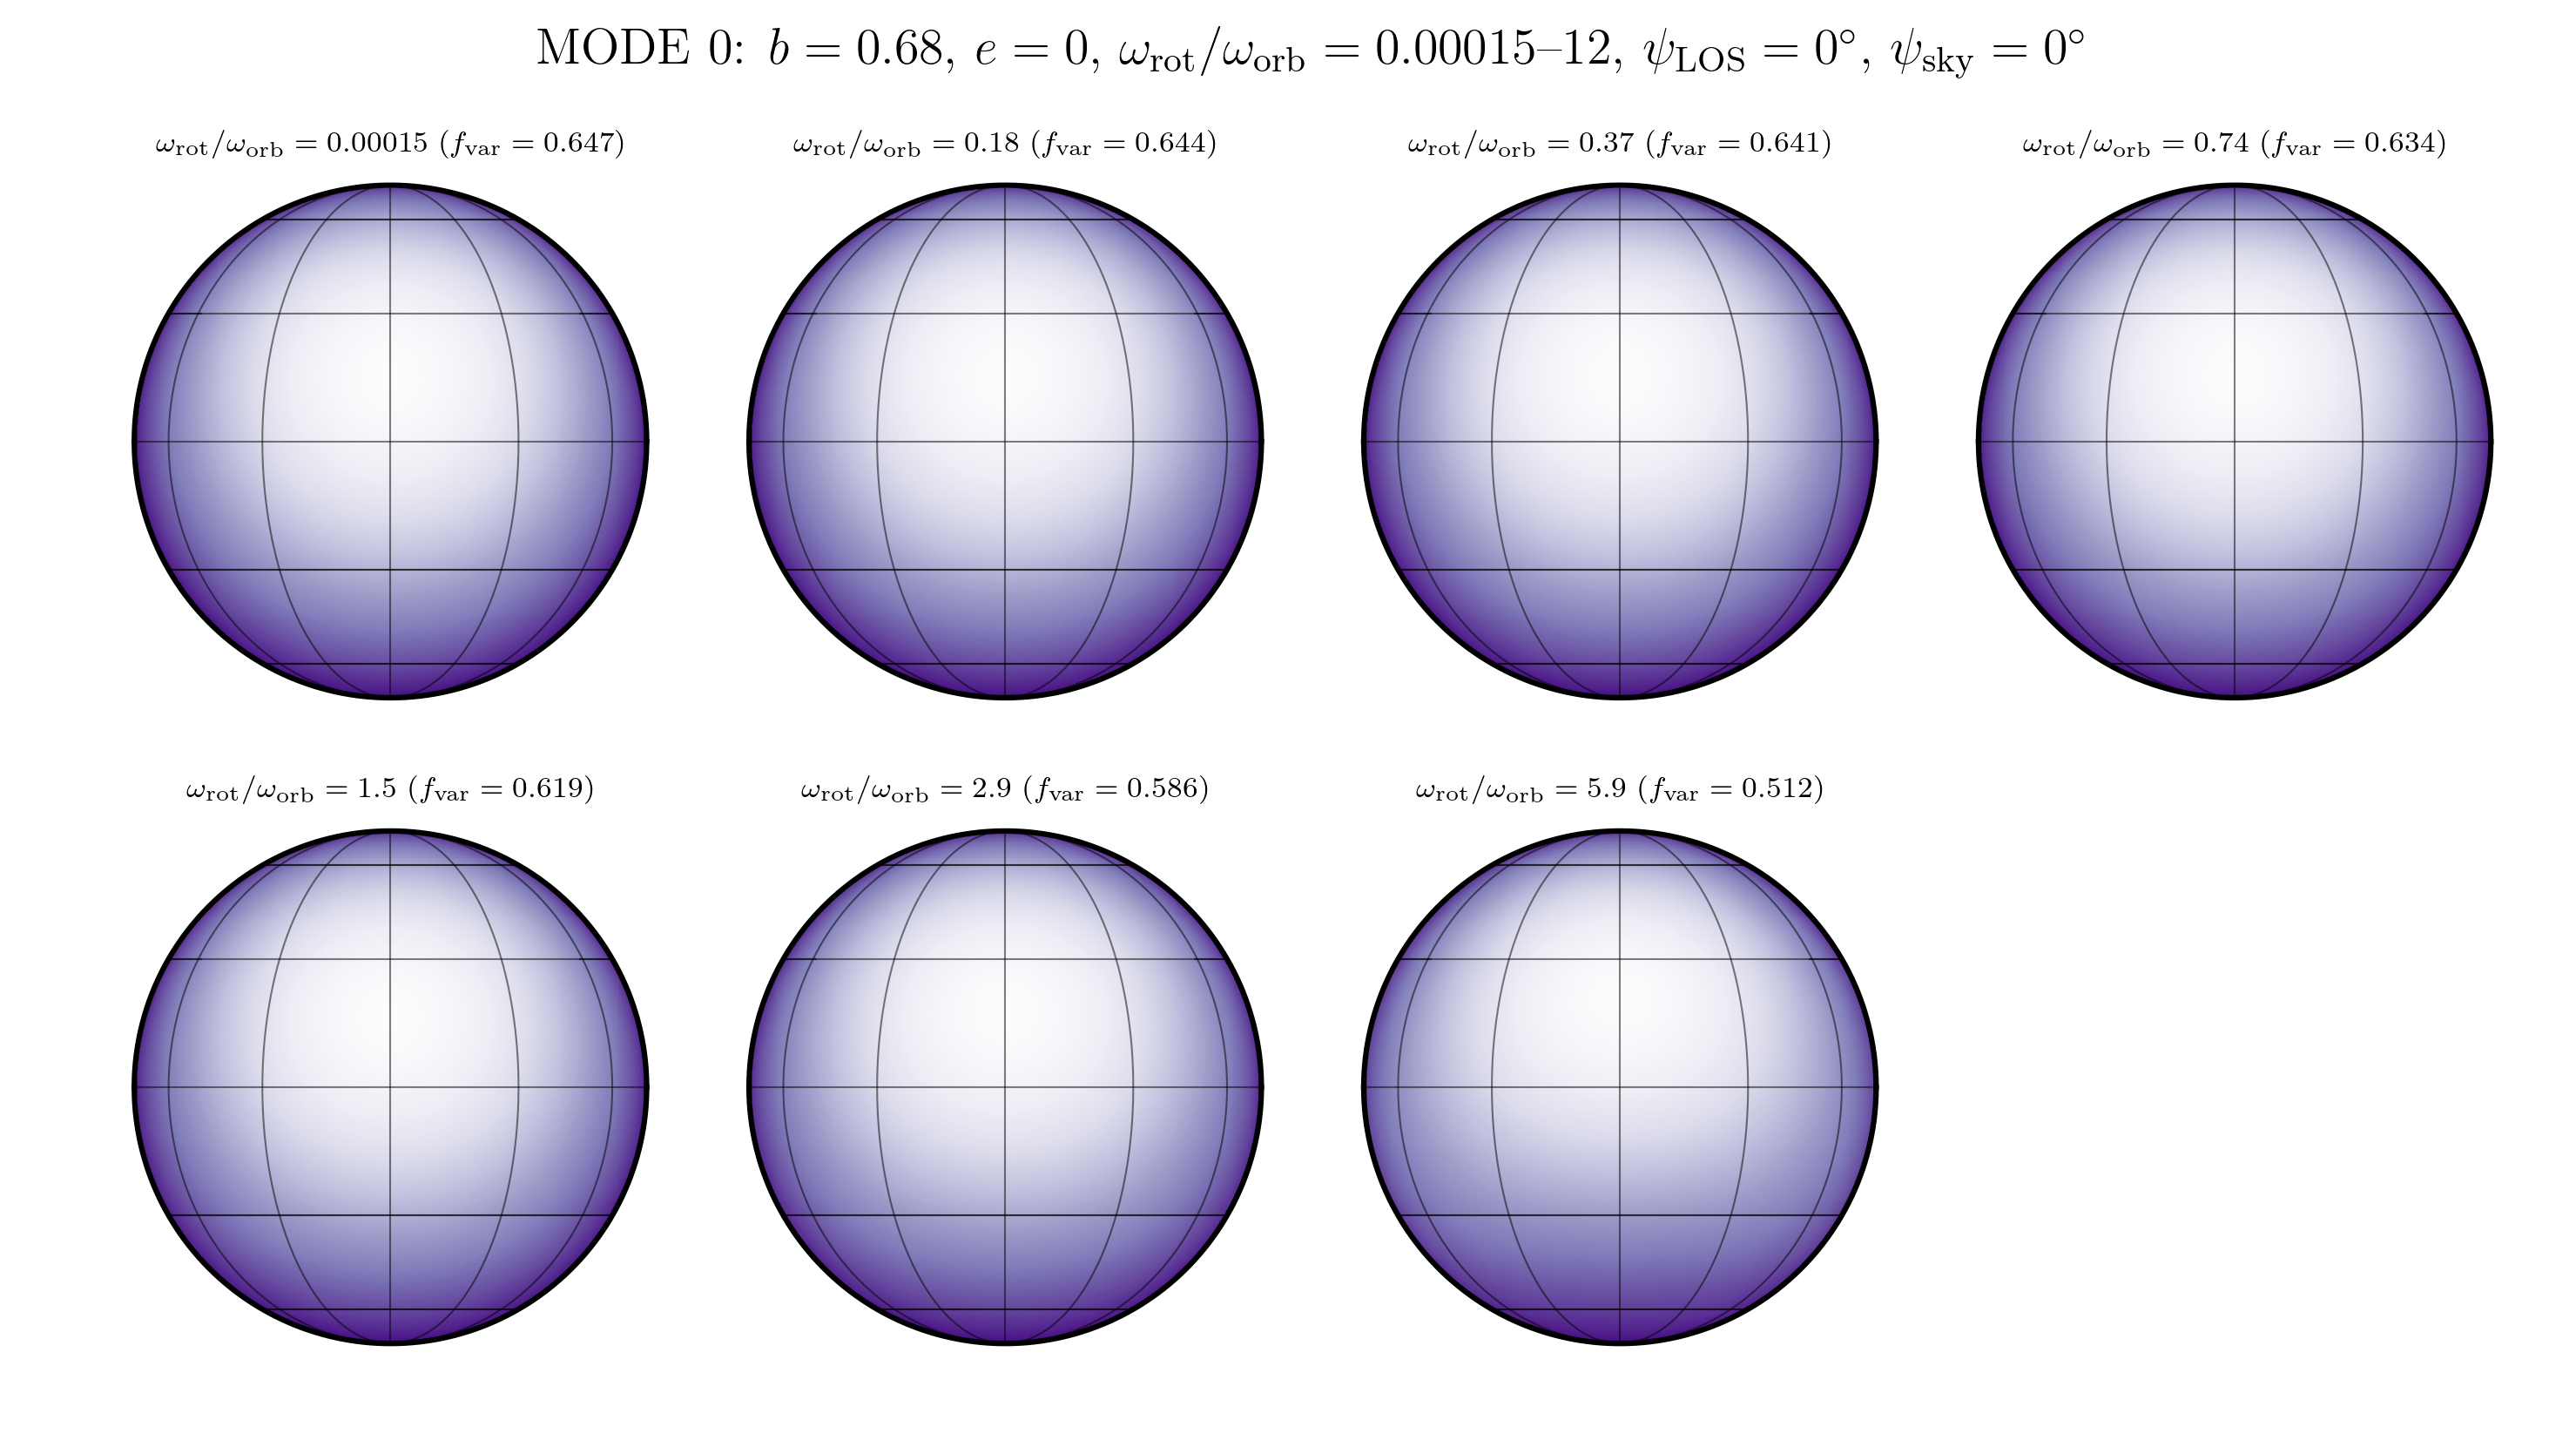 MODE 0: b = 0.68, e = 0, ω_rot/ω_orb = 0.00015–12, ψ_LOS = 0°, ψ_sky = 0°
ω_rot/ω_orb = 0.00015 (f_var = 0.647)
ω_rot/ω_orb = 0.18 (f_var = 0.644)
ω_rot/ω_orb = 0.37 (f_var = 0.641)
ω_rot/ω_orb = 0.74 (f_var = 0.634)
ω_rot/ω_orb = 1.5 (f_var = 0.619)
ω_rot/ω_orb = 2.9 (f_var = 0.586)
ω_rot/ω_orb = 5.9 (f_var = 0.512)